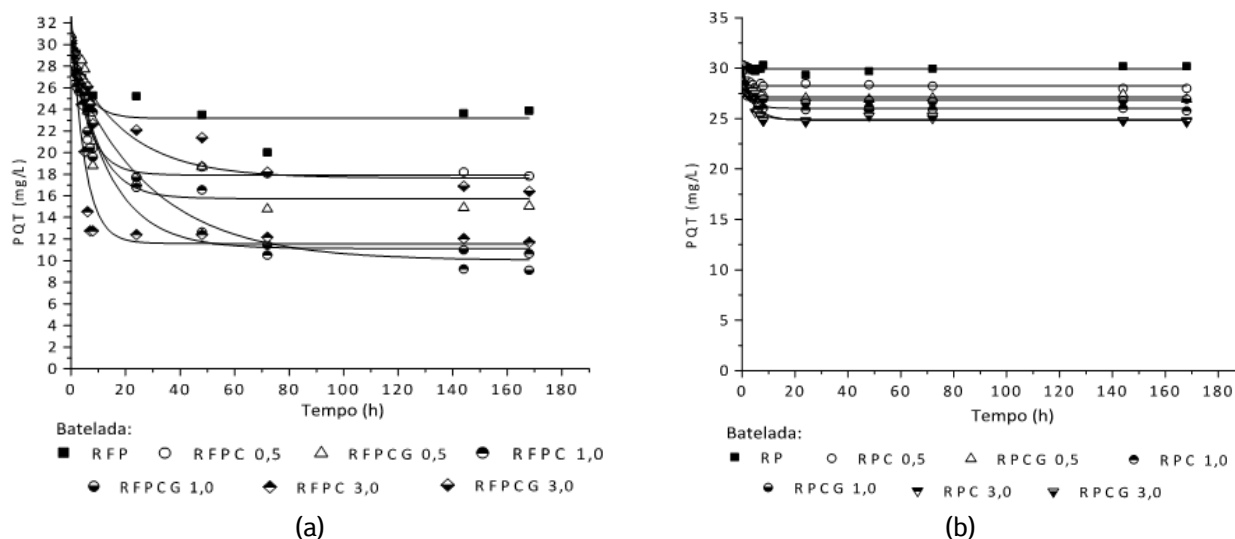 PQT (mg/L)
32
30
28
26
24
22
20
18
16
14
12
10
8
6
4
2
0
0 20 40 60 80 100 120 140 160 180
Tempo (h)
Batelada:
RFP RFPC 0,5 RFPCG 0,5 RFPC 1,0
RFPCG 1,0 RFPC 3,0 RFPCG 3,0
(a)
PQT (mg/L)
35
30
25
20
15
10
5
0
0 20 40 60 80 100 120 140 160 180
Tempo (h)
Batelada:
RP RPC 0,5 RPCG 0,5 RPC 1,0
RPCG 1,0 RPC 3,0 RPCG 3,0
(b)